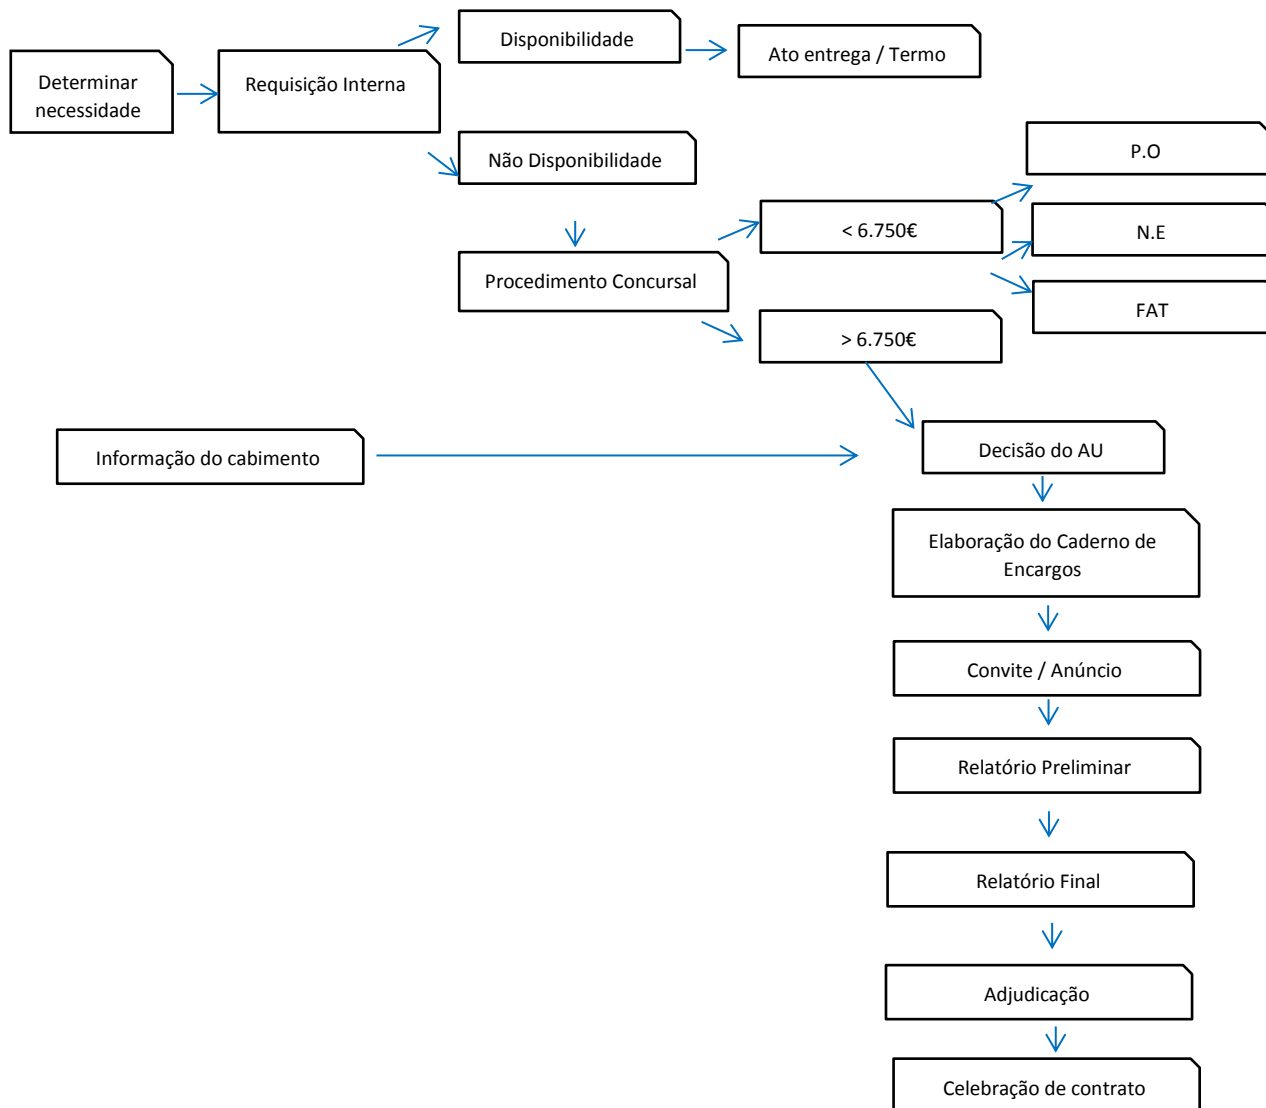 Determinar
necessidade
Requisição Interna
Disponibilidade
Ato entrega / Termo
Não Disponibilidade
Procedimento Concursal
< 6.750€
P.O
N.E
FAT
> 6.750€
Informação do cabimento
Decisão do AU
Elaboração do Caderno de
Encargos
Convite / Anúncio
Relatório Preliminar
Relatório Final
Adjudicação
Celebração de contrato